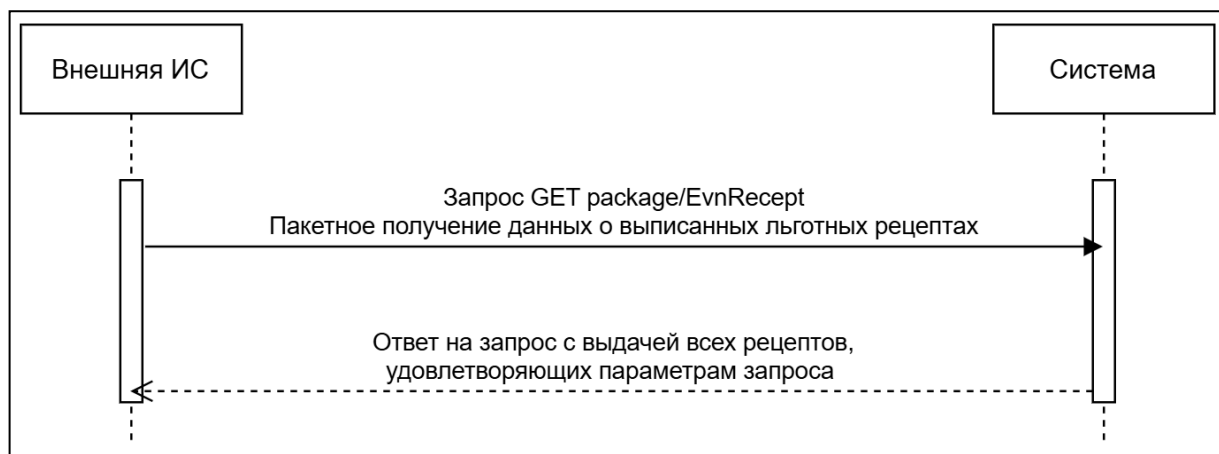 Внешняя ИС
Система
Запрос GET package/EvnRecept
Пакетное получение данных о выписанных льготных рецептах
Ответ на запрос с выдачей всех рецептов,
удовлетворяющих параметрам запроса